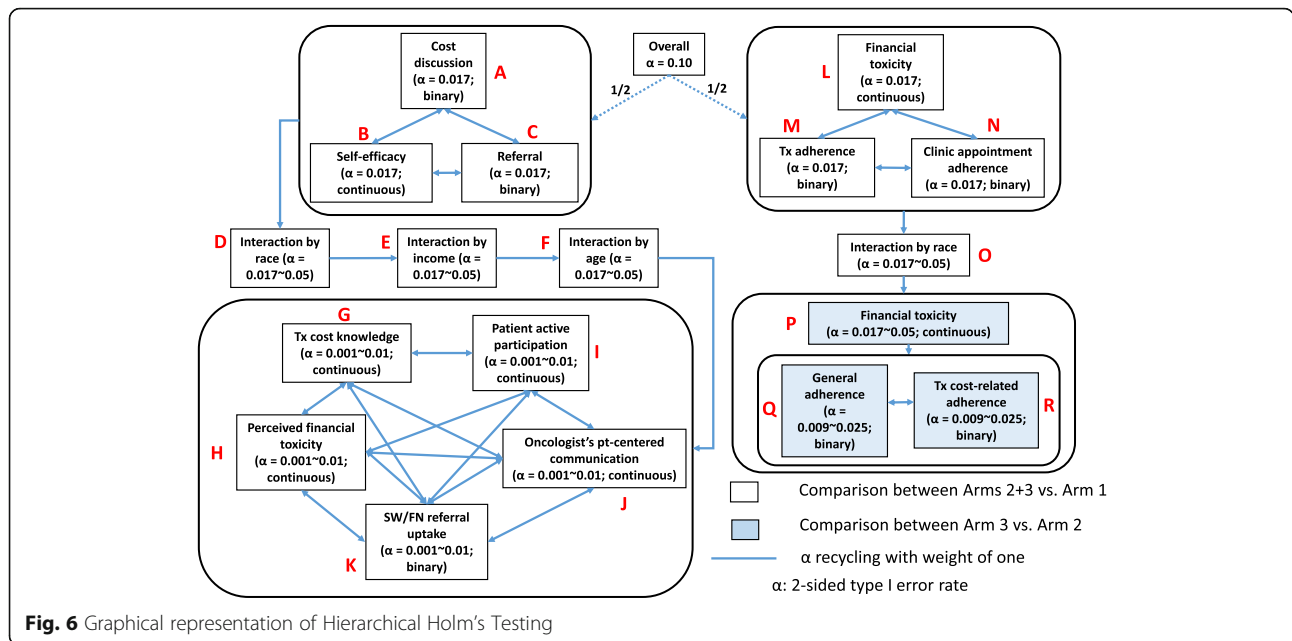 Cost
discussion
(α = 0.017;
binary)
A
Overall
α = 0.10
1/2
1/2
Financial
toxicity
(α = 0.017;
continuous)
L
B
Self-efficacy
(α = 0.017;
continuous)
C
Referral
(α = 0.017;
binary)
M
Tx adherence
(α = 0.017;
binary)
N
Clinic appointment
adherence
(α = 0.017; binary)
D
Interaction by
race (α =
0.017~0.05)
E
Interaction by
income (α =
0.017~0.05)
F
Interaction by
age (α =
0.017~0.05)
Interaction by race
(α = 0.017~0.05)
O
G
Tx cost knowledge
(α = 0.001~0.01;
continuous)
Patient active
participation
(α = 0.001~0.01;
continuous)
I
H
Perceived financial
toxicity
(α = 0.001~0.01;
continuous)
Oncologist's pt-centered
communication
(α = 0.001~0.01; continuous)
J
SW/FN referral
uptake
(α = 0.001~0.01;
binary)
K
P
Financial toxicity
(α = 0.017~0.05; continuous)
Q
General
adherence
(α =
0.009~0.025;
binary)
Tx cost-related
adherence
(α = 0.009~0.025;
binary)
R
Comparison between Arms 2+3 vs. Arm 1
Comparison between Arm 3 vs. Arm 2
α recycling with weight of one
α: 2-sided type I error rate
Fig. 6 Graphical representation of Hierarchical Holm's Testing